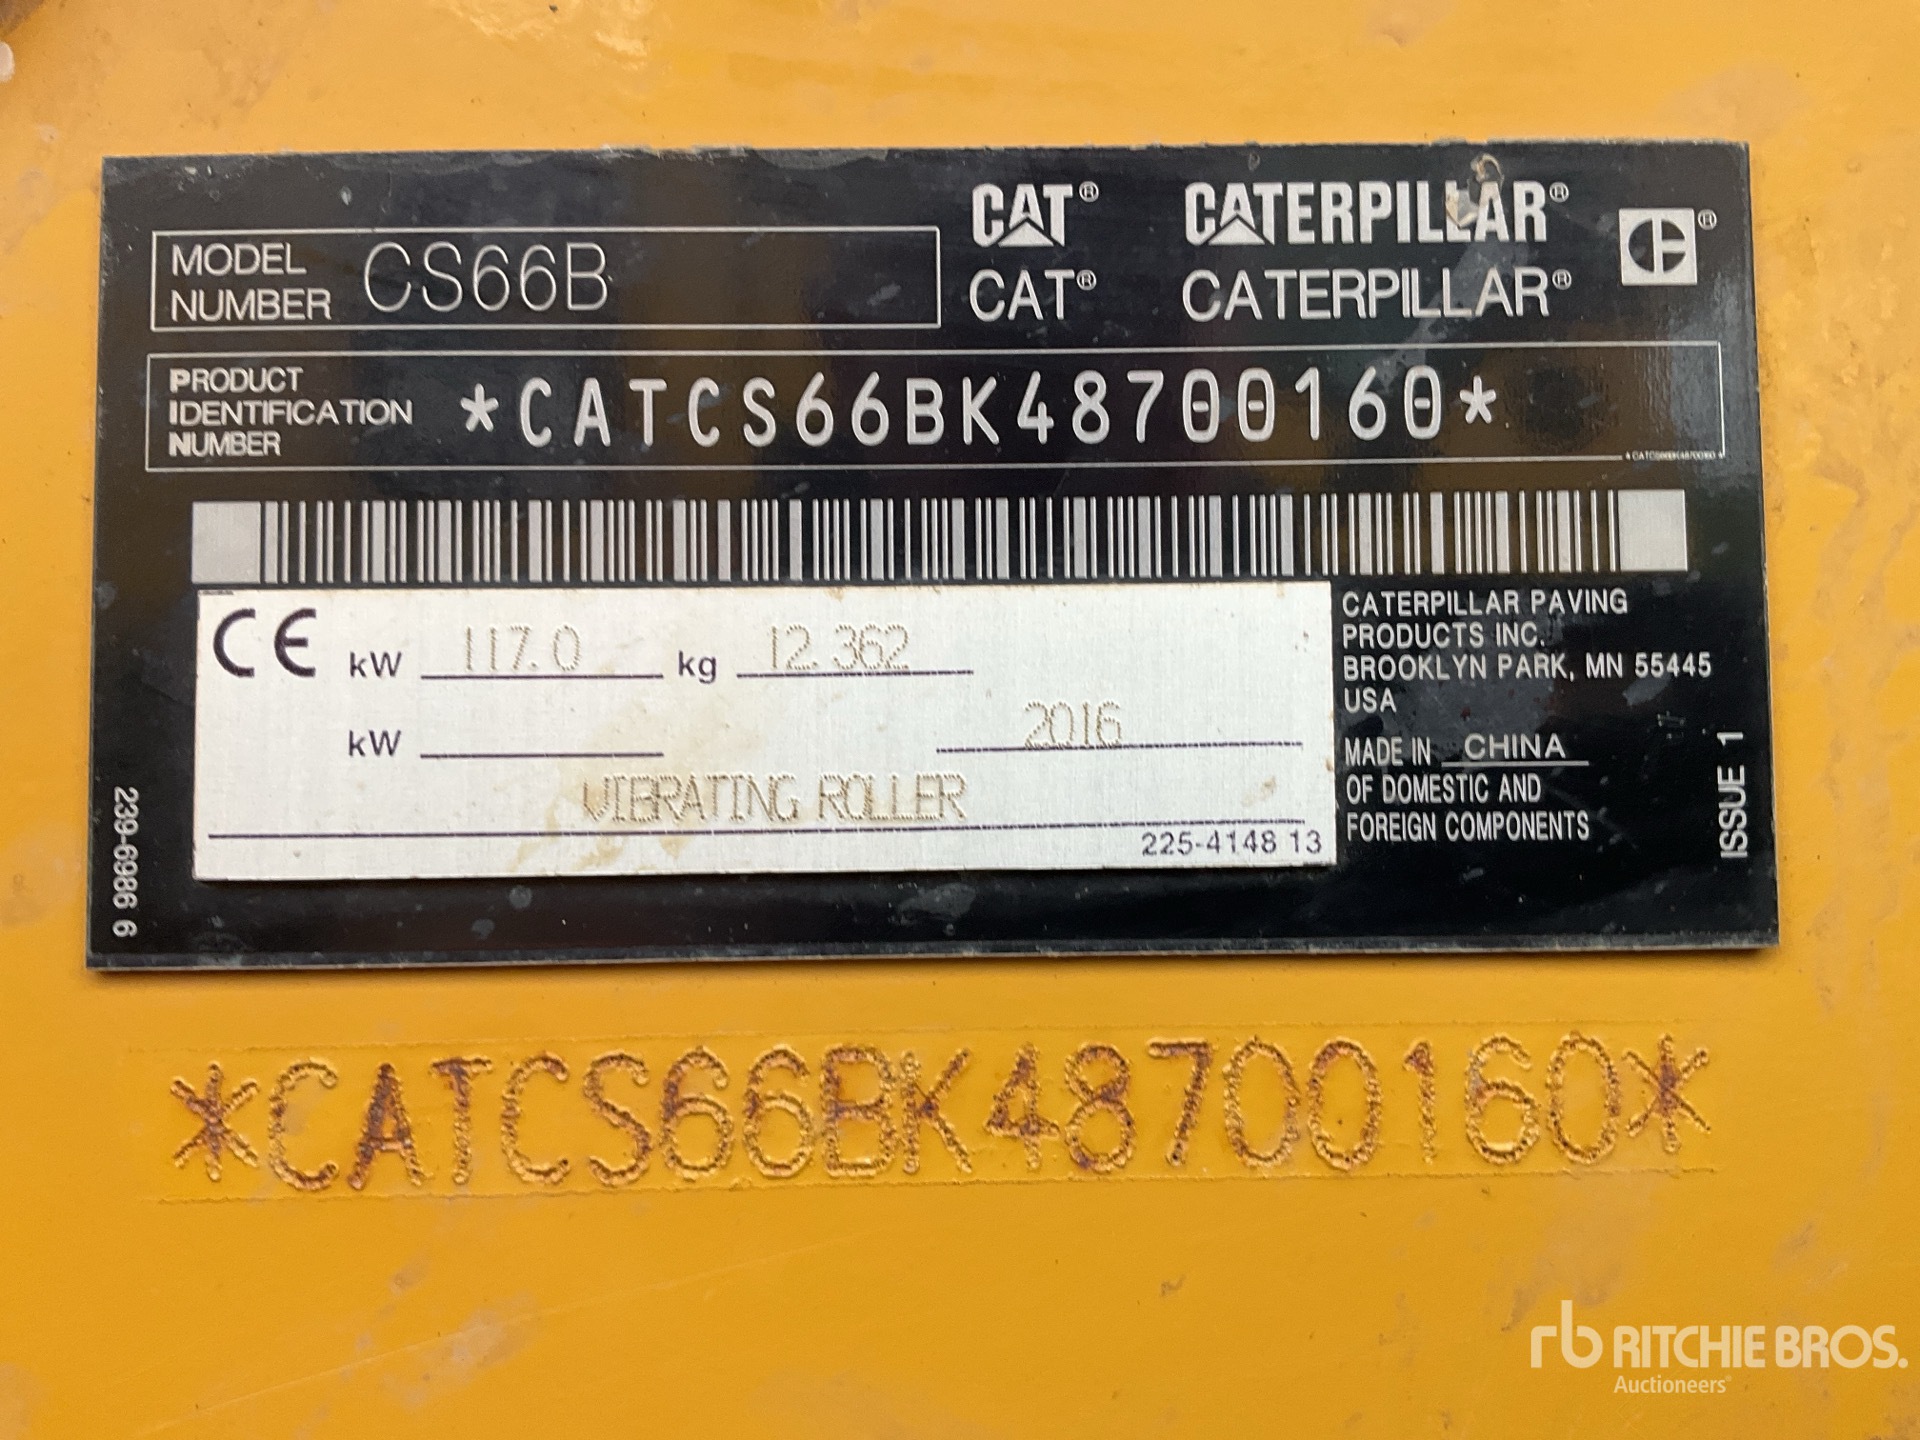 CAT® CATERPILLAR® ®
MODEL NUMBER CS66B
CAT® CATERPILLAR®
PRODUCT IDENTIFICATION NUMBER *CATCS66BK48700160*
*CATCS66BK48700160*
CE kW 117.0 kg 12.362
kW 2016
VIBRATING ROLLER
225-4148 13
CATERPILLAR PAVING
PRODUCTS INC.
BROOKLYN PARK, MN 55445
USA
MADE IN CHINA
OF DOMESTIC AND
FOREIGN COMPONENTS
ISSUE 1
239-6986 6
*CATCS66BK48700160*
rb RITCHIE BROS.
Auctioneers